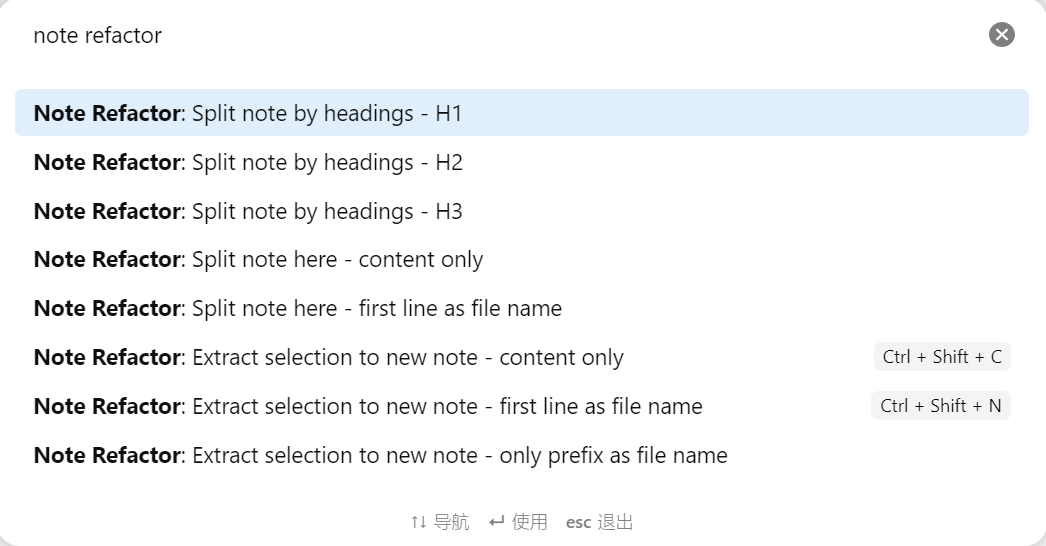 note refactor
Note Refactor: Split note by headings - H1
Note Refactor: Split note by headings - H2
Note Refactor: Split note by headings - H3
Note Refactor: Split note here - content only
Note Refactor: Split note here - first line as file name
Note Refactor: Extract selection to new note - content only Ctrl + Shift + C
Note Refactor: Extract selection to new note - first line as file name Ctrl + Shift + N
Note Refactor: Extract selection to new note - only prefix as file name
↑↓ 导航 ↵ 使用 esc 退出